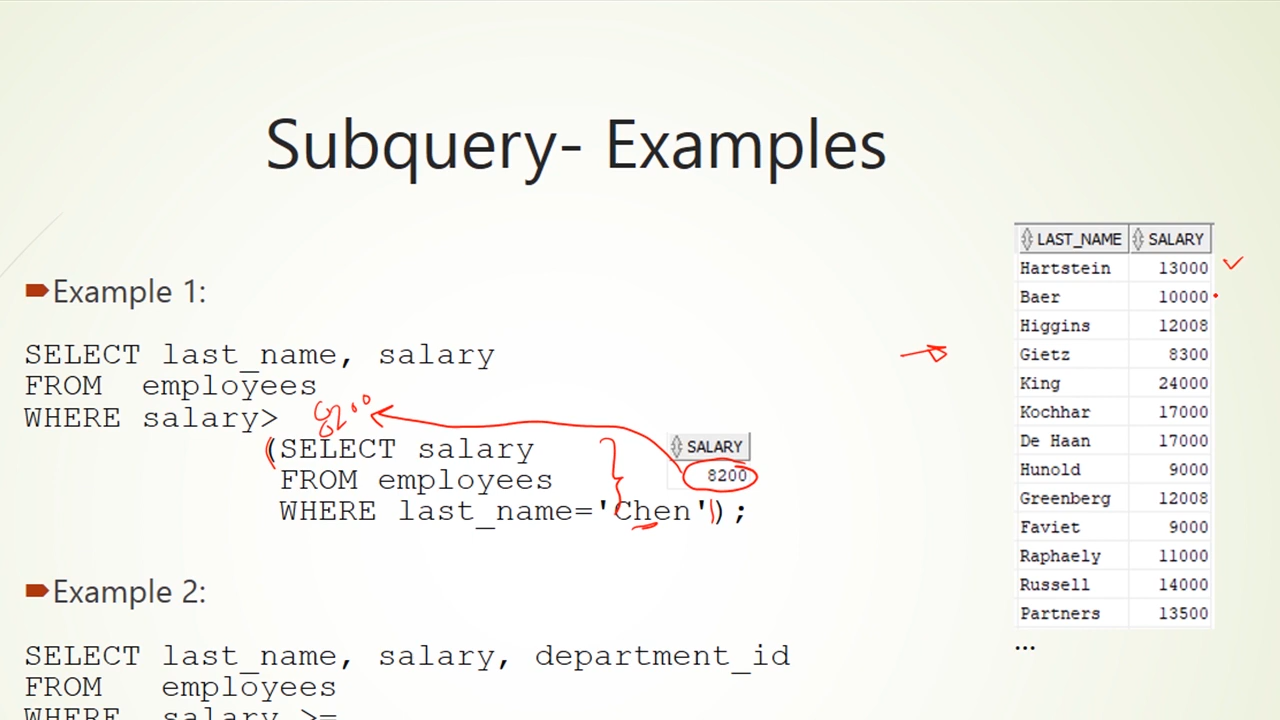 Subquery- Examples
Example 1:
SELECT last_name, salary
FROM employees
WHERE salary> 8200
(SELECT salary
FROM employees
WHERE last_name='Chen');
SALARY
8200
Example 2:
SELECT last_name, salary, department_id
FROM employees
WHERE salary >=
LAST_NAME SALARY
Hartstein 13000
Baer 10000
Higgins 12008
Gietz 8300
King 24000
Kochhar 17000
De Haan 17000
Hunold 9000
Greenberg 12008
Faviet 9000
Raphaely 11000
Russell 14000
Partners 13500
...